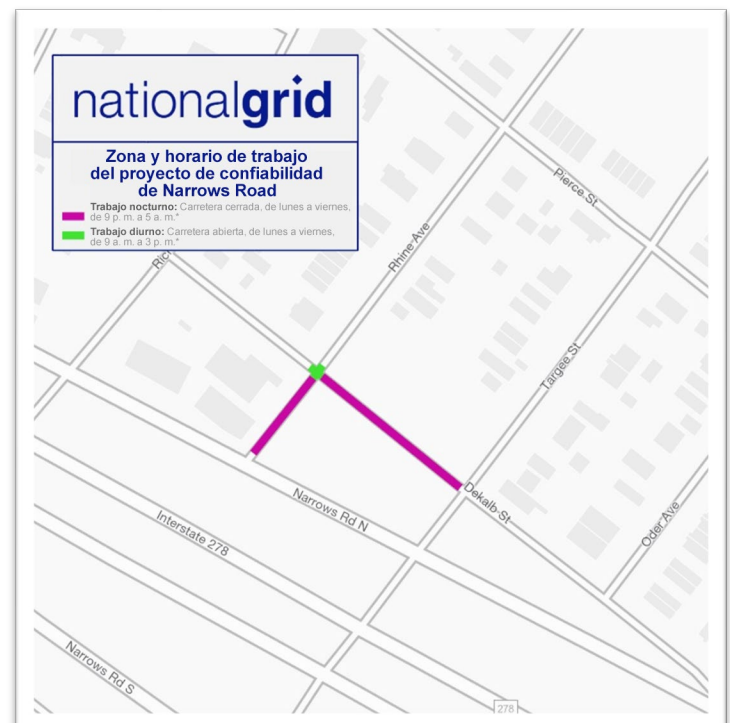 nationalgrid
Zona y horario de trabajo
del proyecto de confiabilidad
de Narrows Road
Trabajo nocturno: Carretera cerrada, de lunes a viernes,
de 9 p. m. a 5 a. m.*
Trabajo diurno: Carretera abierta, de lunes a viernes,
de 9 a. m. a 3 p. m.*
Pierce St
Rhine Ave
Targee St
Dekalb St
Narrows Rd N
Interstate 278
Oder Ave
Narrows Rd S
278